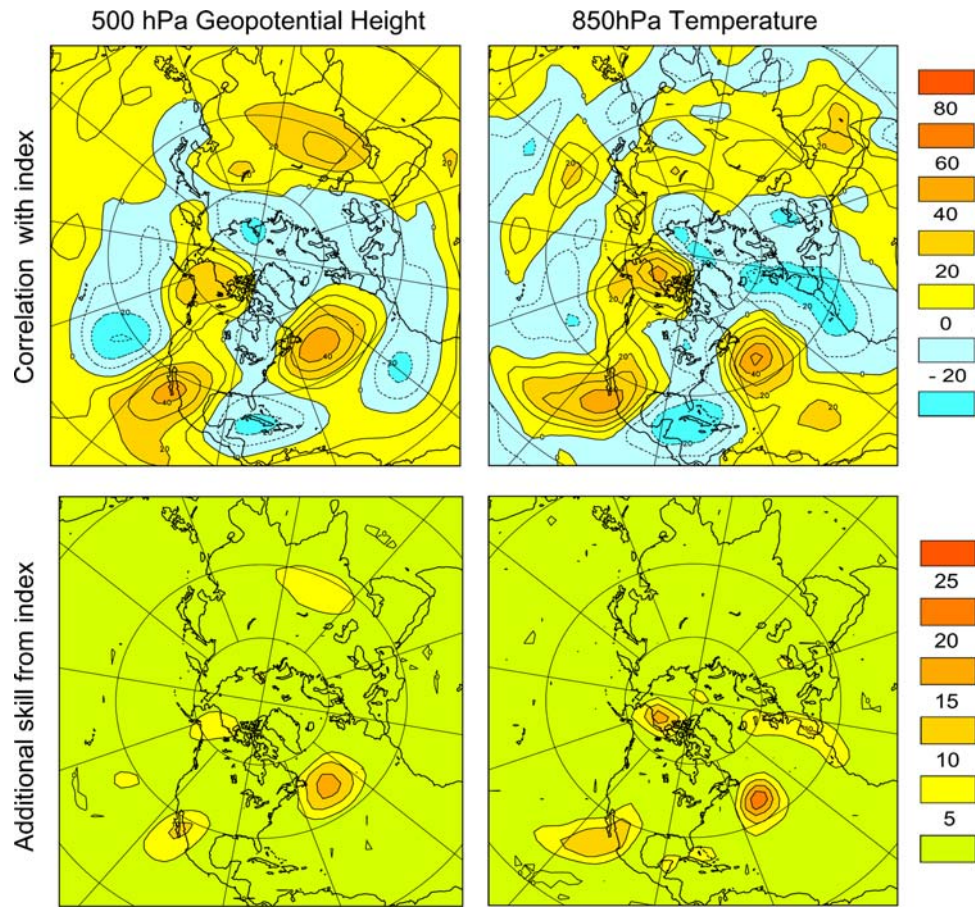 500 hPa Geopotential Height
850hPa Temperature
Correlation with index
80
60
40
20
0
- 20
Additional skill from index
25
20
15
10
5